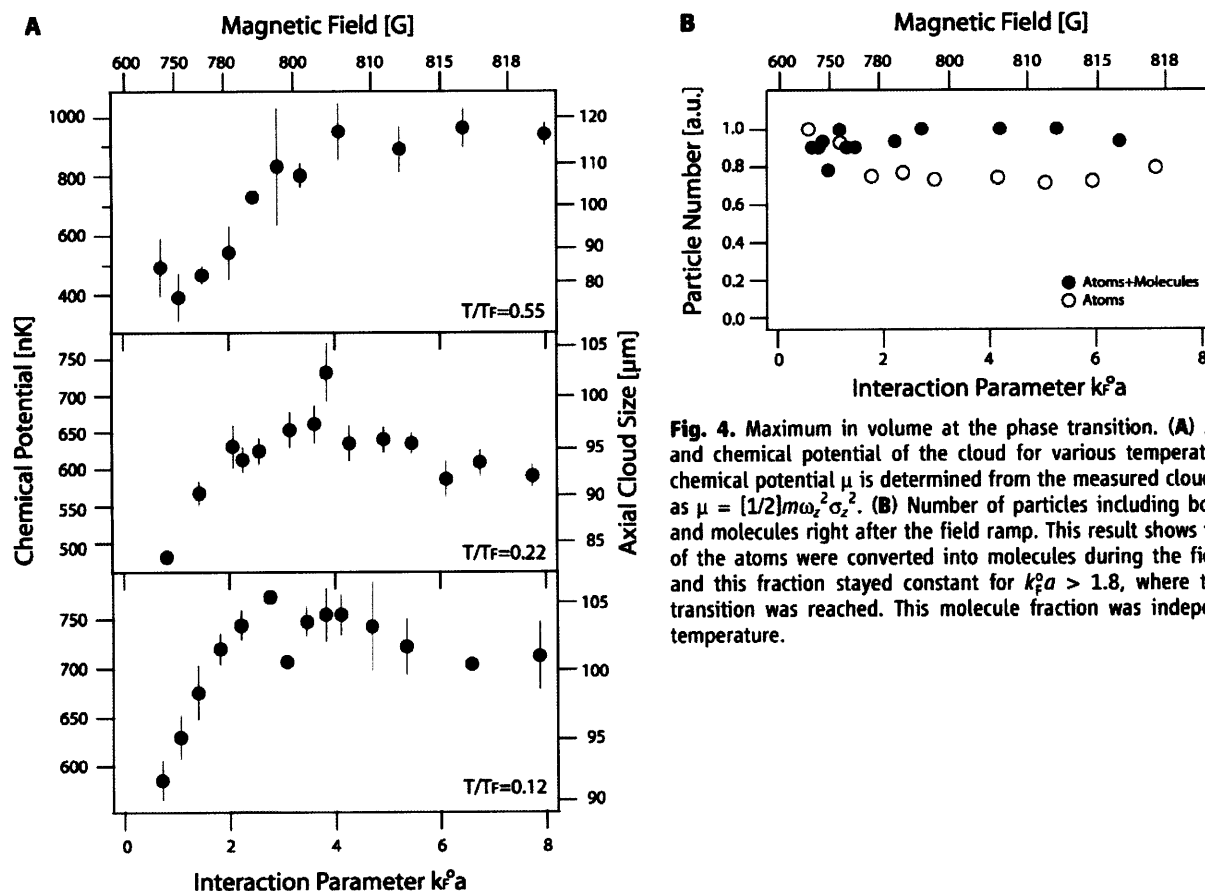 A
Magnetic Field [G]
600 750 780 800 810 815 818
1000
800
600
500
400
120
110
100
90
80
T/TF=0.55
Chemical Potential [nK]
750
700
650
600
550
500
105
100
95
90
85
Axial Cloud Size [µm]
T/TF=0.22
750
700
650
600
105
100
95
90
T/TF=0.12
0 2 4 6 8
Interaction Parameter kF°a
B
Magnetic Field [G]
600 750 780 800 810 815 818
Particle Number [a.u.]
1.0
0.8
0.6
0.4
0.2
0.0
Atoms+Molecules
Atoms
0 2 4 6 8
Interaction Parameter kF°a
Fig. 4. Maximum in volume at the phase transition. (A)
and chemical potential of the cloud for various temperat
chemical potential μ is determined from the measured cloud
as μ = [1/2]mωz²σz². (B) Number of particles including bo
and molecules right after the field ramp. This result shows
of the atoms were converted into molecules during the fie
and this fraction stayed constant for kF°a > 1.8, where t
transition was reached. This molecule fraction was indepe
temperature.